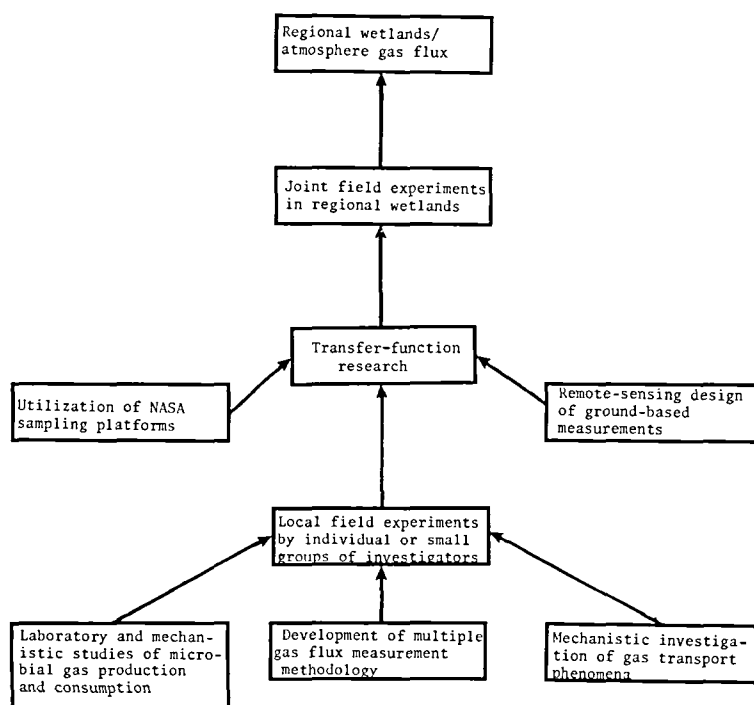 Regional wetlands/
atmosphere gas flux
Joint field experiments
in regional wetlands
Transfer-function
research
Utilization of NASA
sampling platforms
Remote-sensing design
of ground-based
measurements
Local field experiments
by individual or small
groups of investigators
Laboratory and mechan-
istic studies of micro-
bial gas production
and consumption
Development of multiple
gas flux measurement
methodology
Mechanistic investiga-
tion of gas transport
phenomena